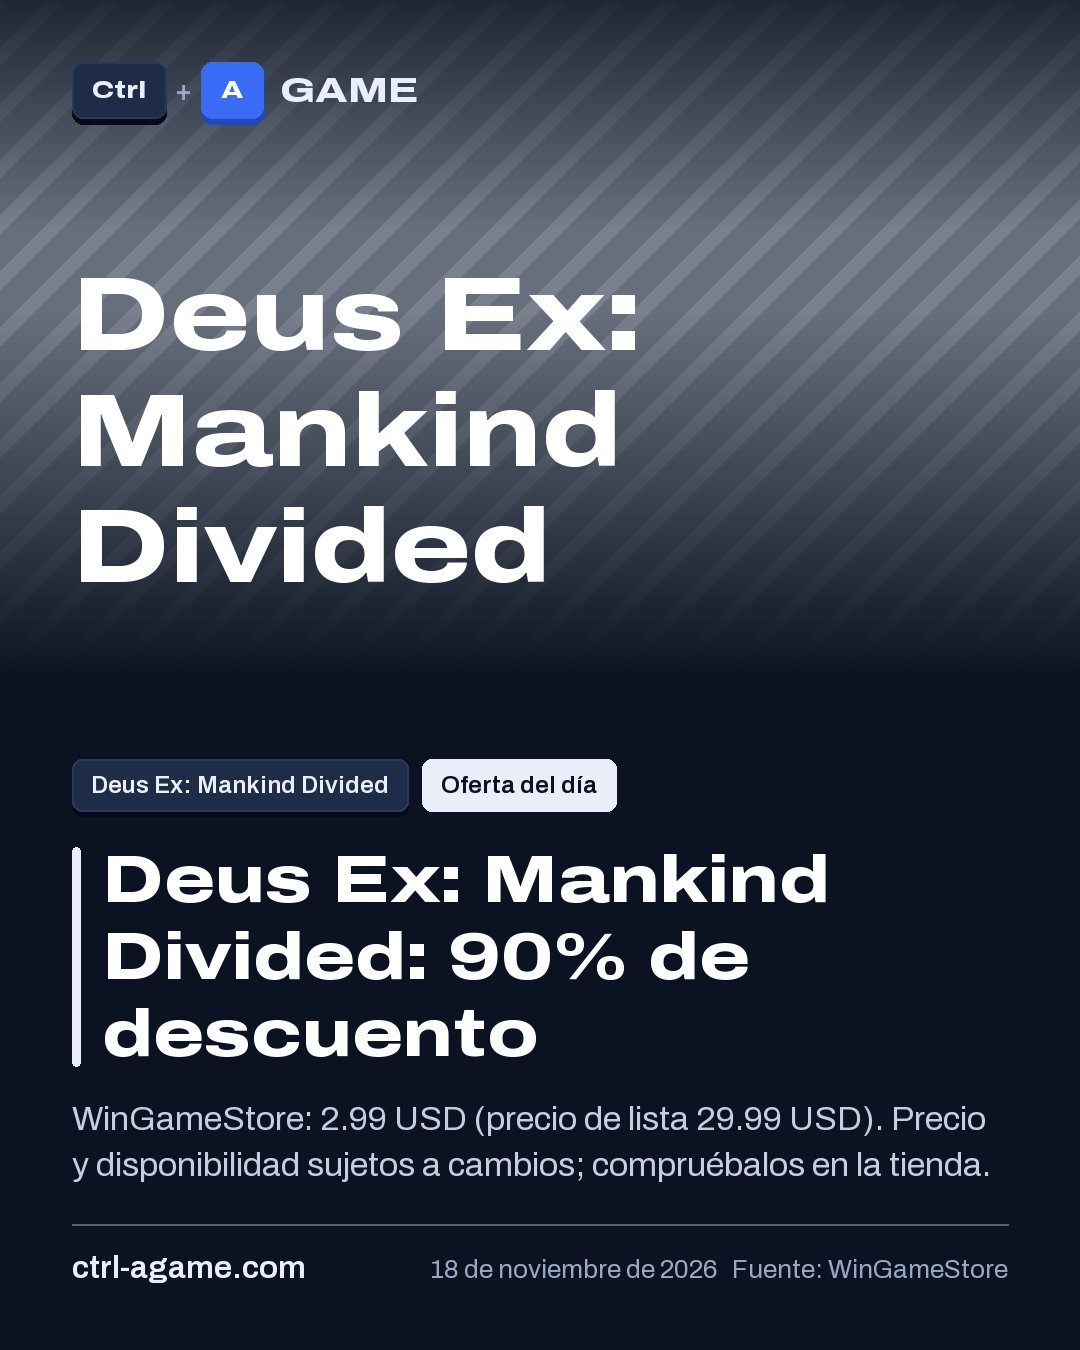 Ctrl + A GAME
Deus Ex:
Mankind
Divided
Deus Ex: Mankind Divided Oferta del día
Deus Ex: Mankind
Divided: 90% de
descuento
WinGameStore: 2.99 USD (precio de lista 29.99 USD). Precio
y disponibilidad sujetos a cambios; compruébalos en la tienda.
ctrl-agame.com 18 de noviembre de 2026 Fuente: WinGameStore